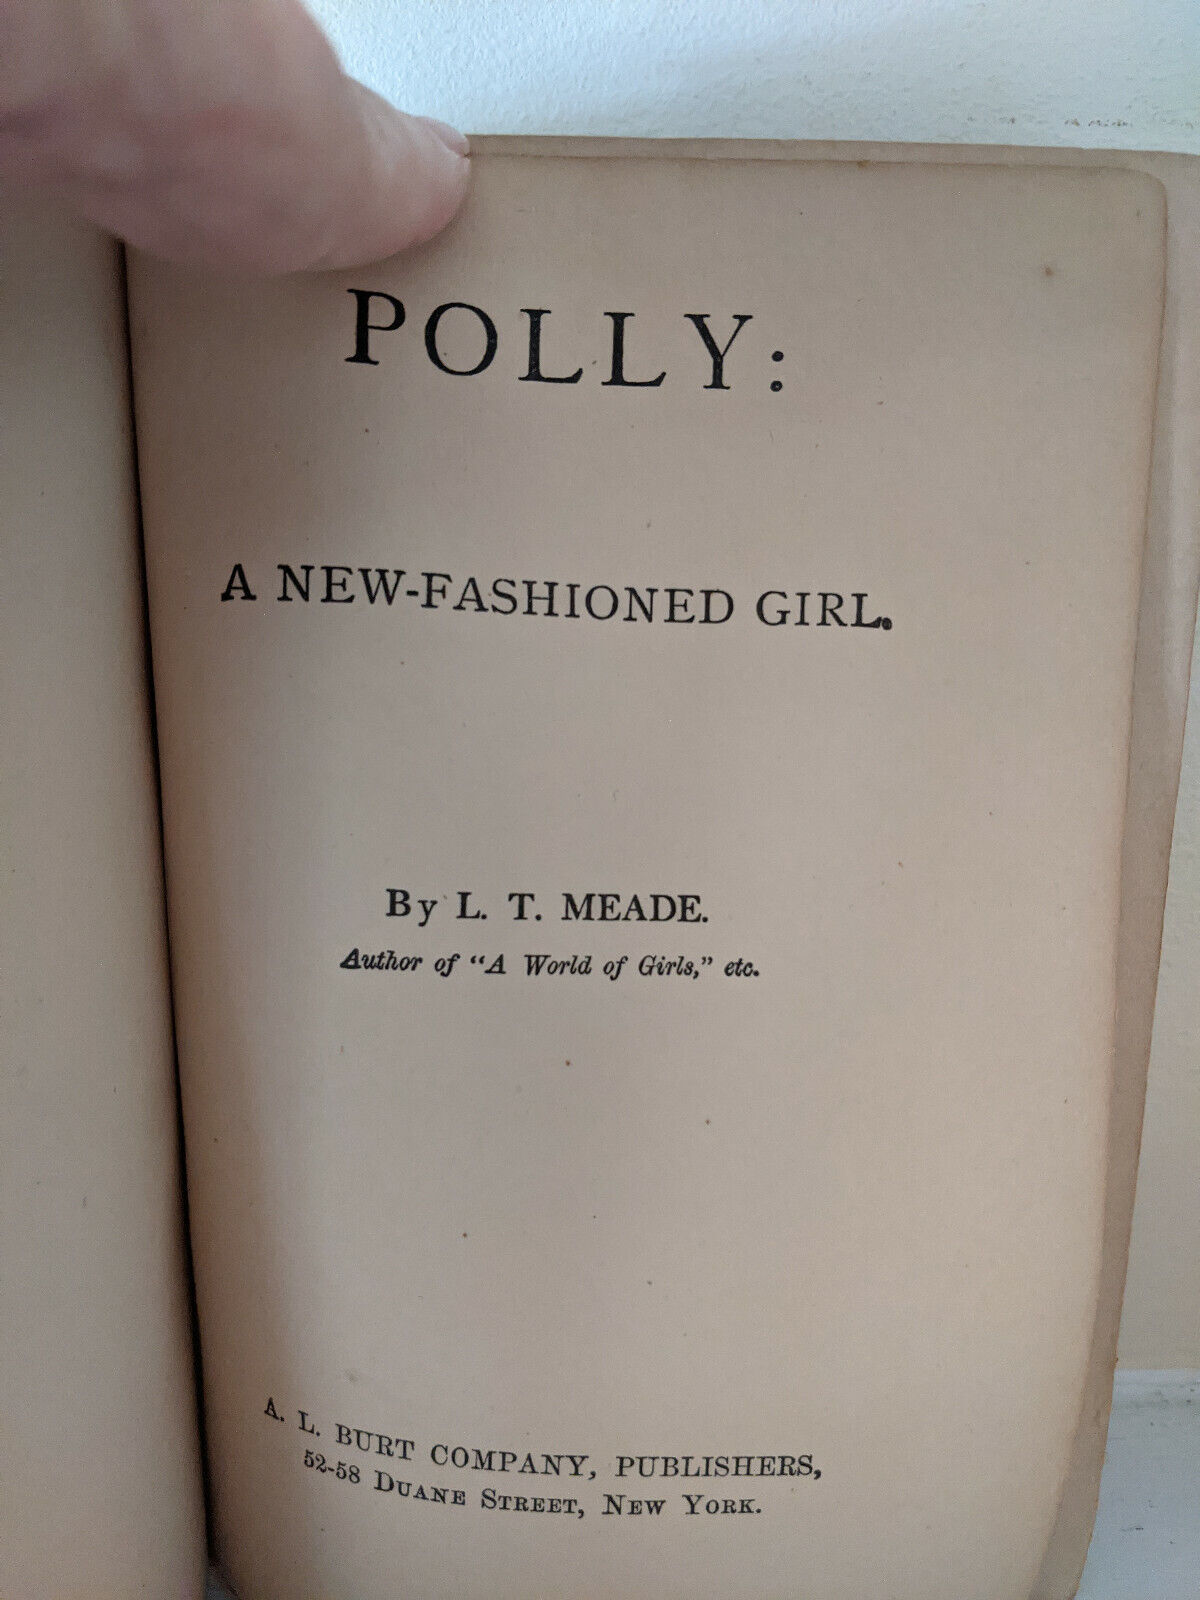 POLLY:
A NEW-FASHIONED GIRL.
By L. T. MEADE.
Author of "A World of Girls," etc.
A. L. BURT COMPANY, PUBLISHERS,
52-58 DUANE STREET, NEW YORK.